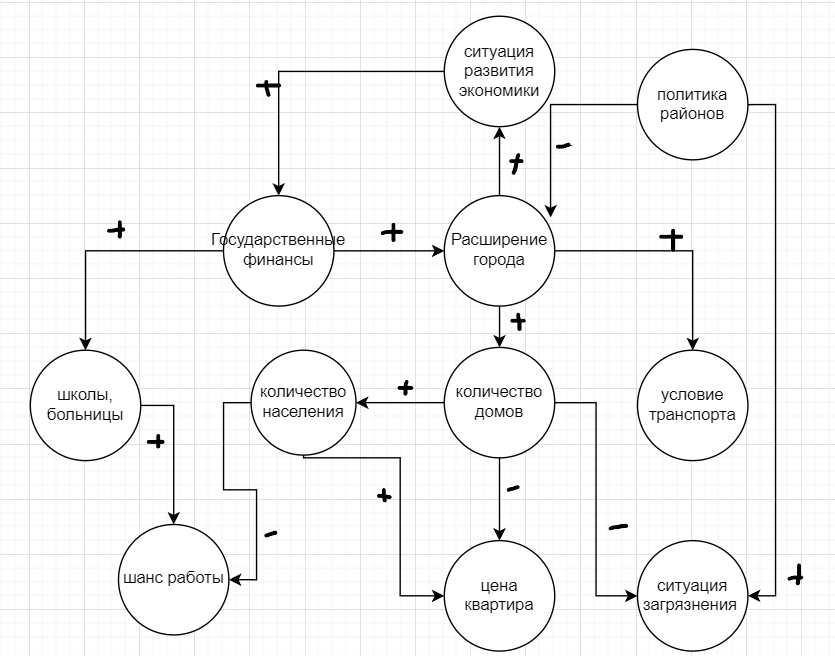 ситуация
развития
экономики
политика
районов
+
-
+
+
+
Государственные
финансы
+
Расширение
города
+
+
школы,
больницы
количество
населения
+
количество
домов
условие
транспорта
+
+
-
-
-
+
шанс работы
цена
квартира
ситуация
загрязнения